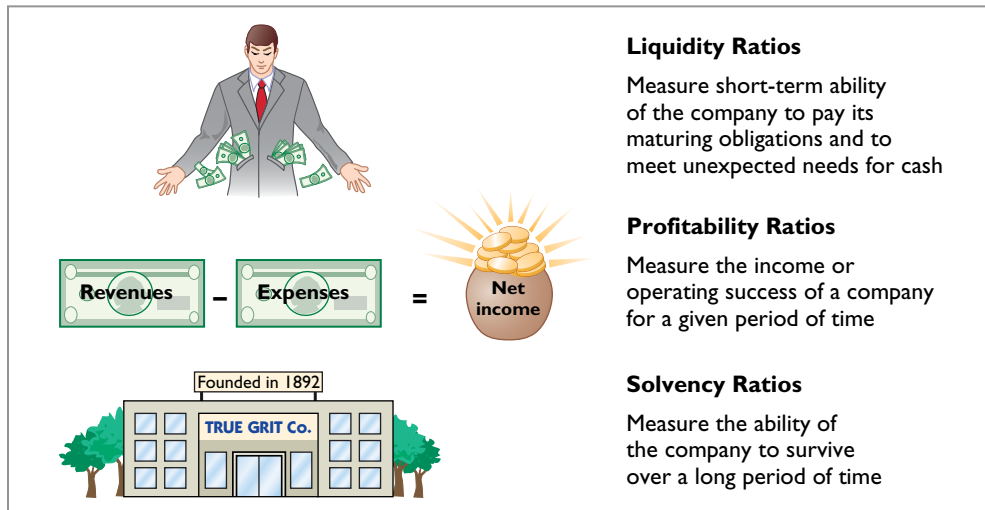 Liquidity Ratios
Measure short-term ability
of the company to pay its
maturing obligations and to
meet unexpected needs for cash
Revenues – Expenses = Net income
Profitability Ratios
Measure the income or
operating success of a company
for a given period of time
Founded in 1892
TRUE GRIT Co.
Solvency Ratios
Measure the ability of
the company to survive
over a long period of time